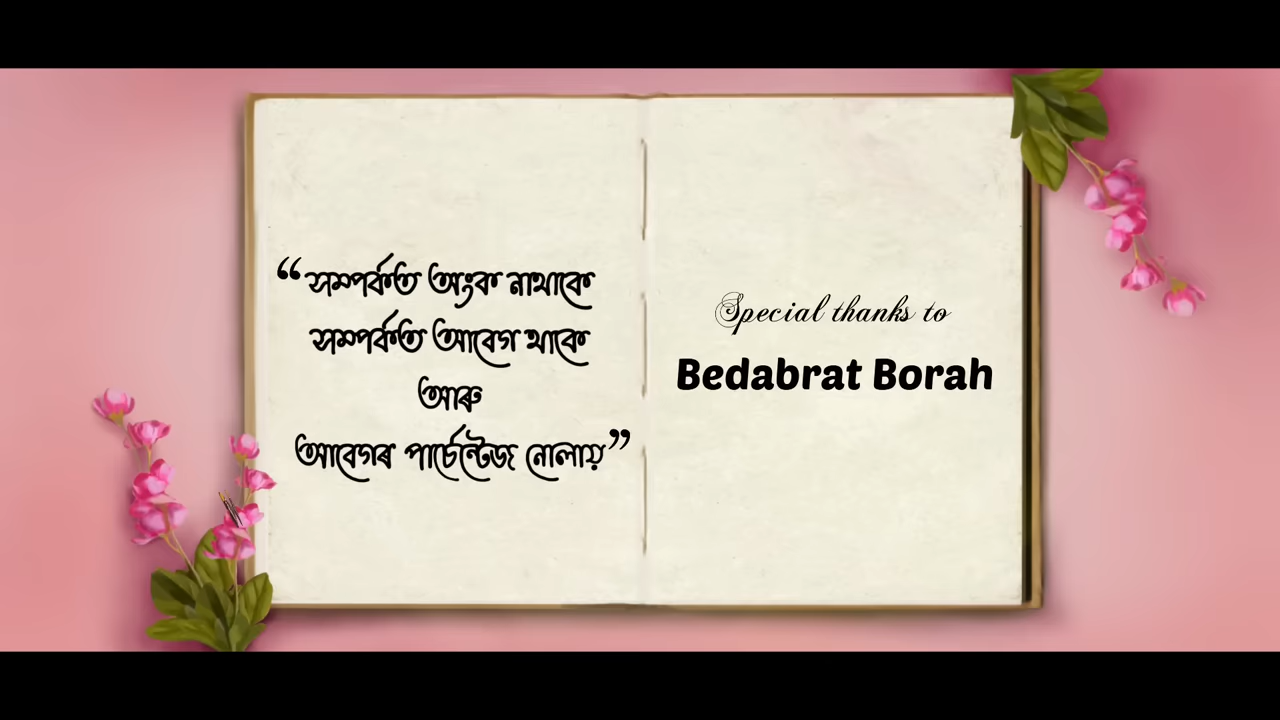 “সম্পৰ্কত অংক নাথাকে
সম্পৰ্কত আবেগ থাকে
আৰু
আবেগৰ পাৰ্চেন্টেজ নোলায়”
Special thanks to
Bedabrat Borah